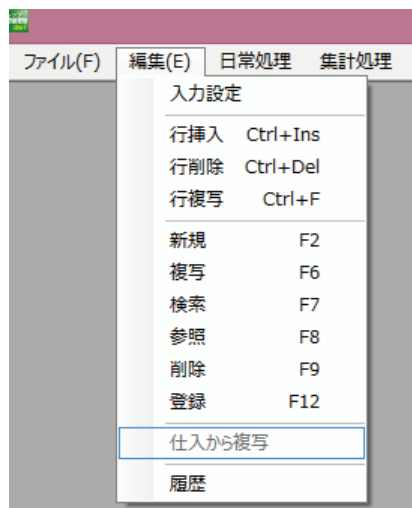 ファイル(F) 編集(E) 日常処理 集計処理
入力設定
行挿入 Ctrl+Ins
行削除 Ctrl+Del
行複写 Ctrl+F
新規 F2
複写 F6
検索 F7
参照 F8
削除 F9
登録 F12
仕入から複写
履歴